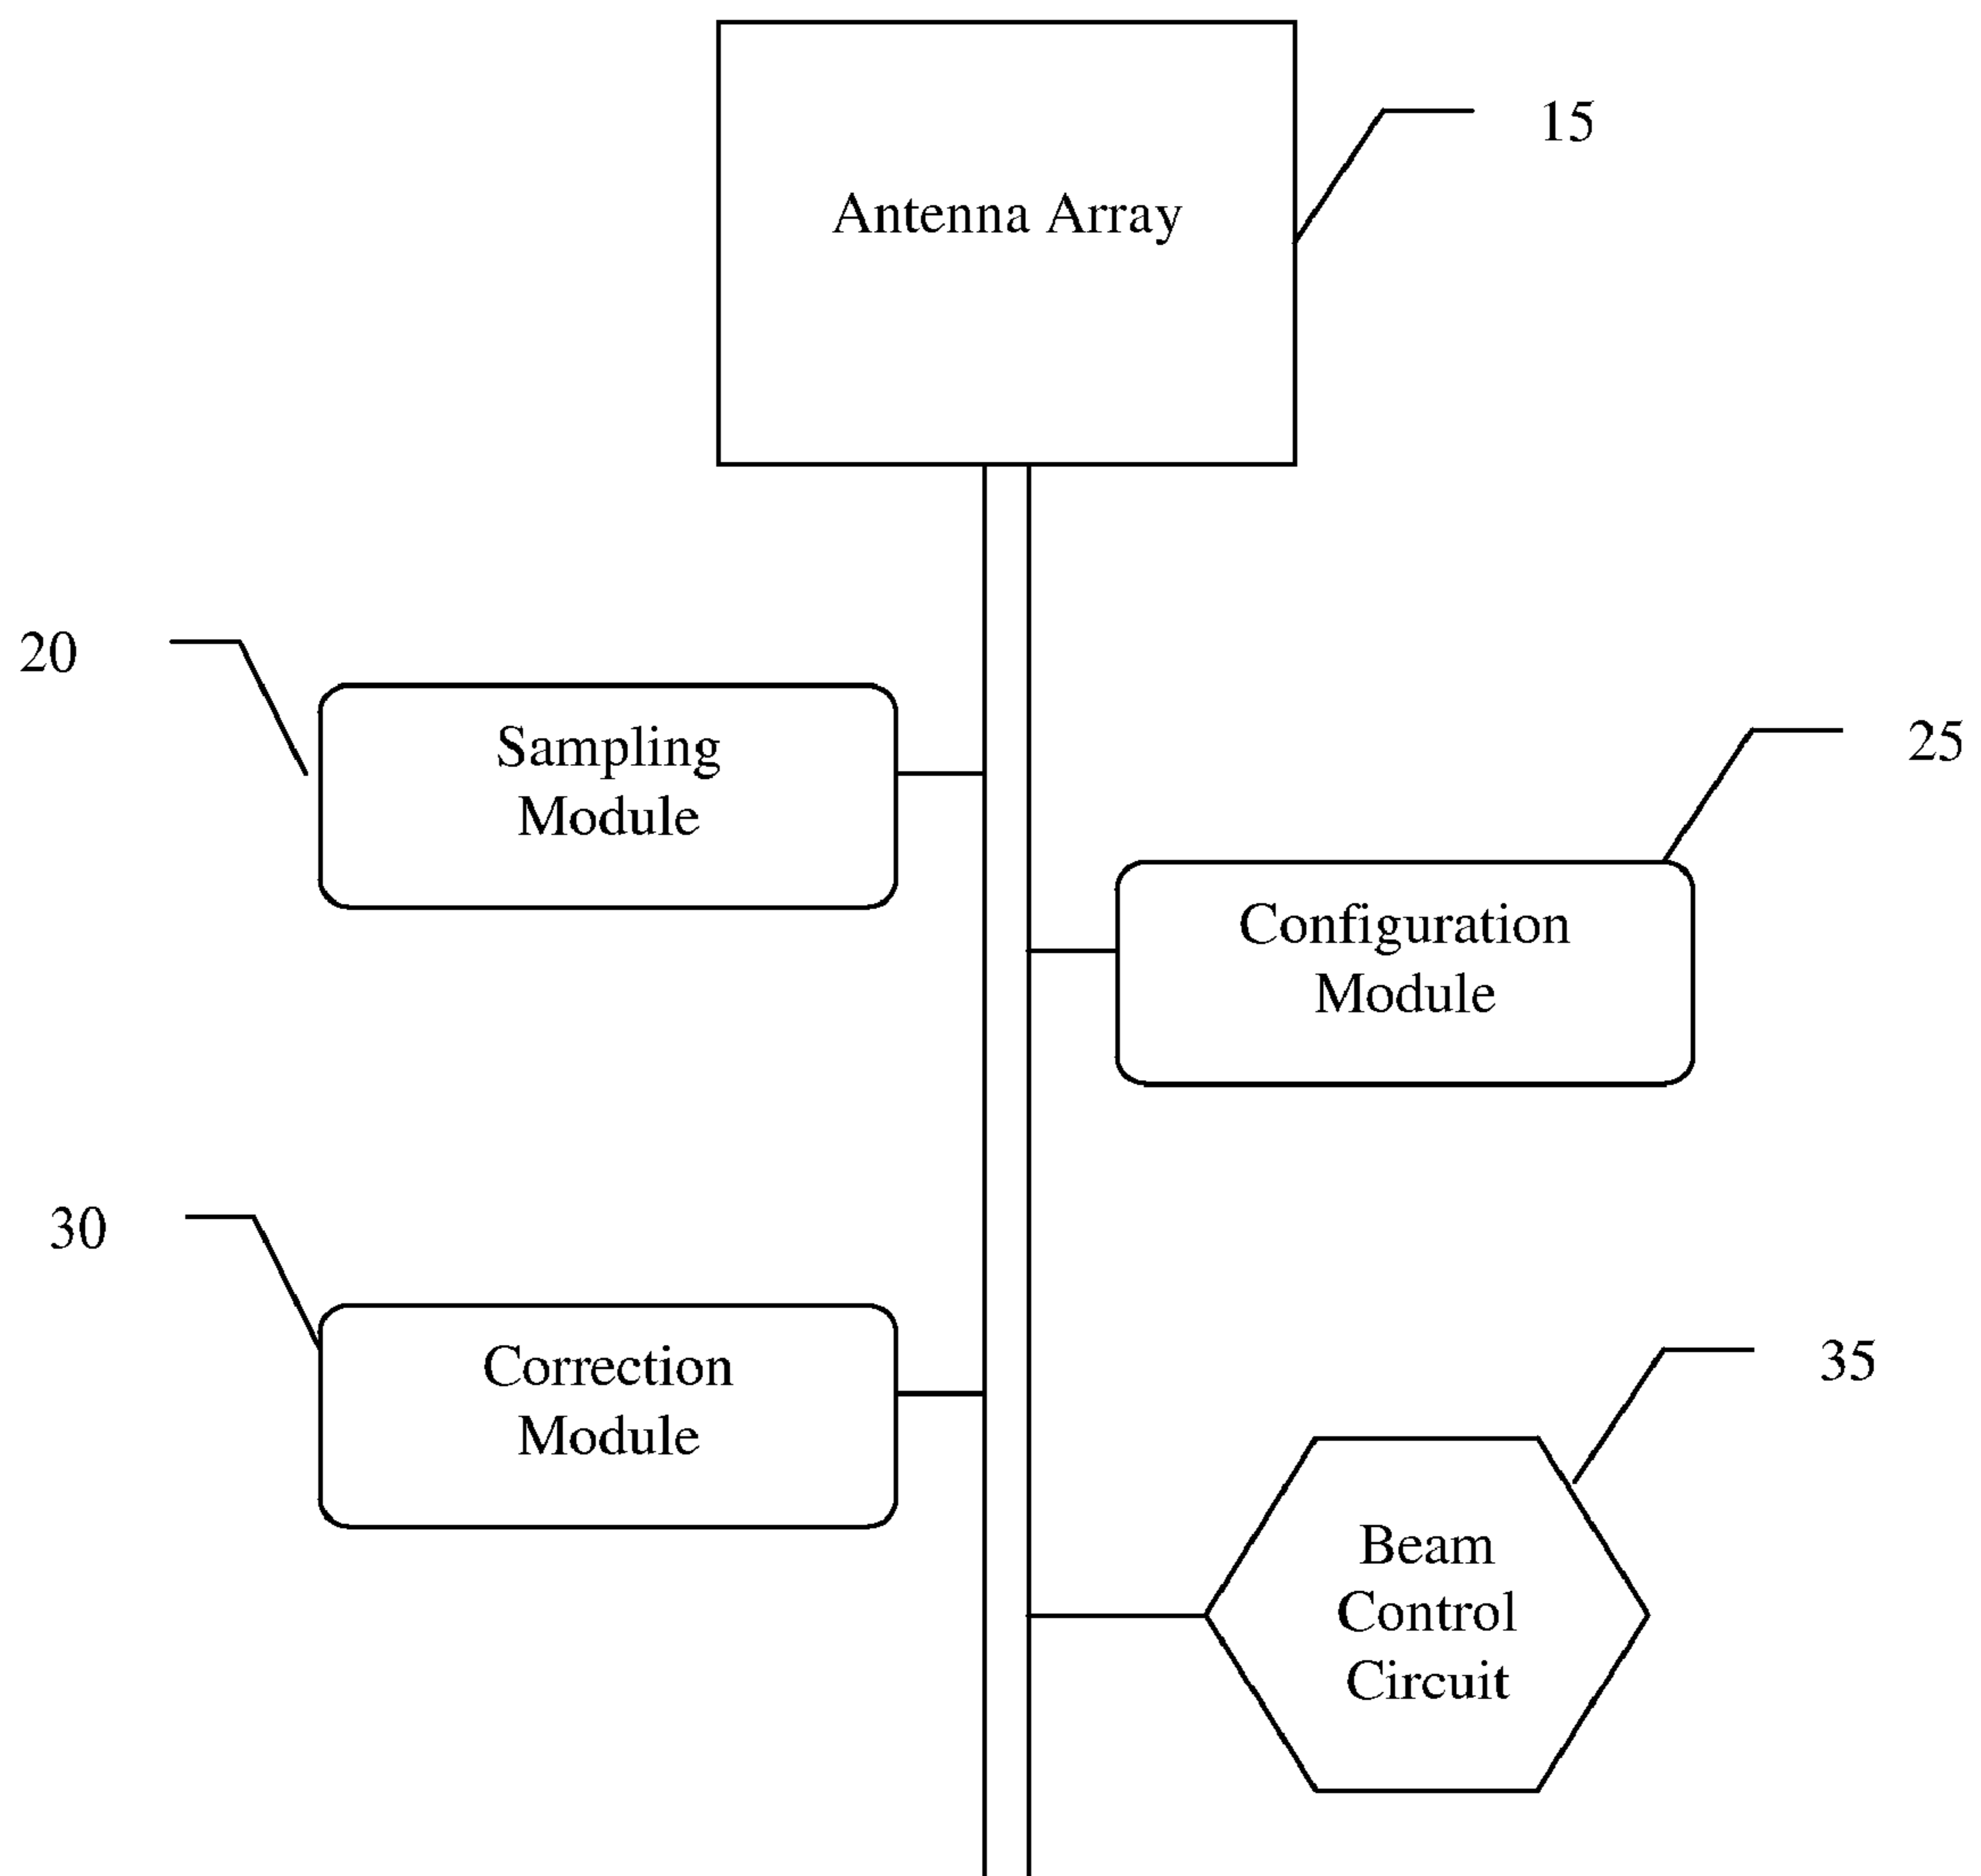 Antenna Array
15
20
Sampling
Module
25
Configuration
Module
30
Correction
Module
35
Beam
Control
Circuit